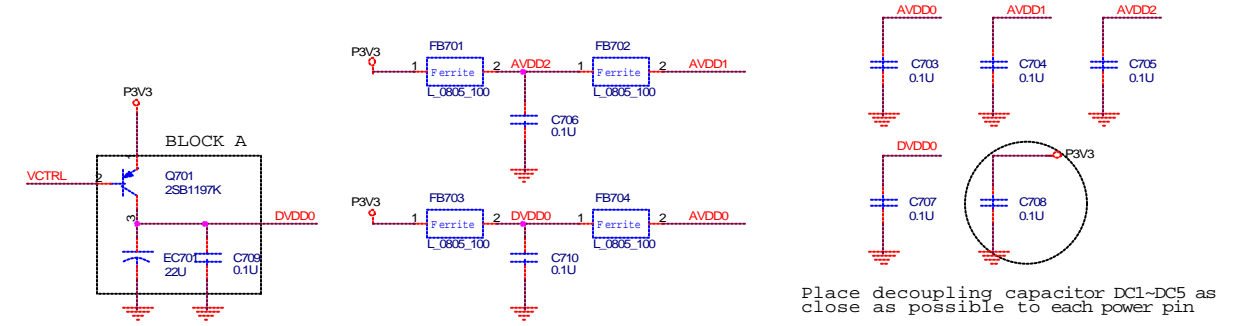 P3V3
BLOCK A
VCTRL
2
1
3
Q701
2SB1197K
DVDD0
EC701
22U
C709
0.1U
P3V3
1
FB701
Ferrite
L_0805_100
2
AVDD2
1
FB702
Ferrite
L_0805_100
2
AVDD1
C706
0.1U
P3V3
1
FB703
Ferrite
L_0805_100
2
DVDD0
1
FB704
Ferrite
L_0805_100
2
AVDD0
C710
0.1U
AVDD0
C703
0.1U
AVDD1
C704
0.1U
AVDD2
C705
0.1U
DVDD0
C707
0.1U
P3V3
C708
0.1U
Place decoupling capacitor DC1~DC5 as
close as possible to each power pin